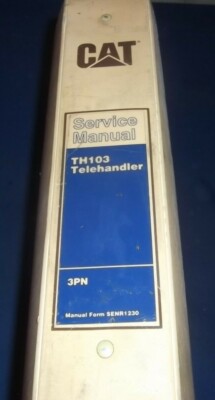 CAT
Service
Manual
TH103
Telehandler
3PN
Manual Form SENR1230